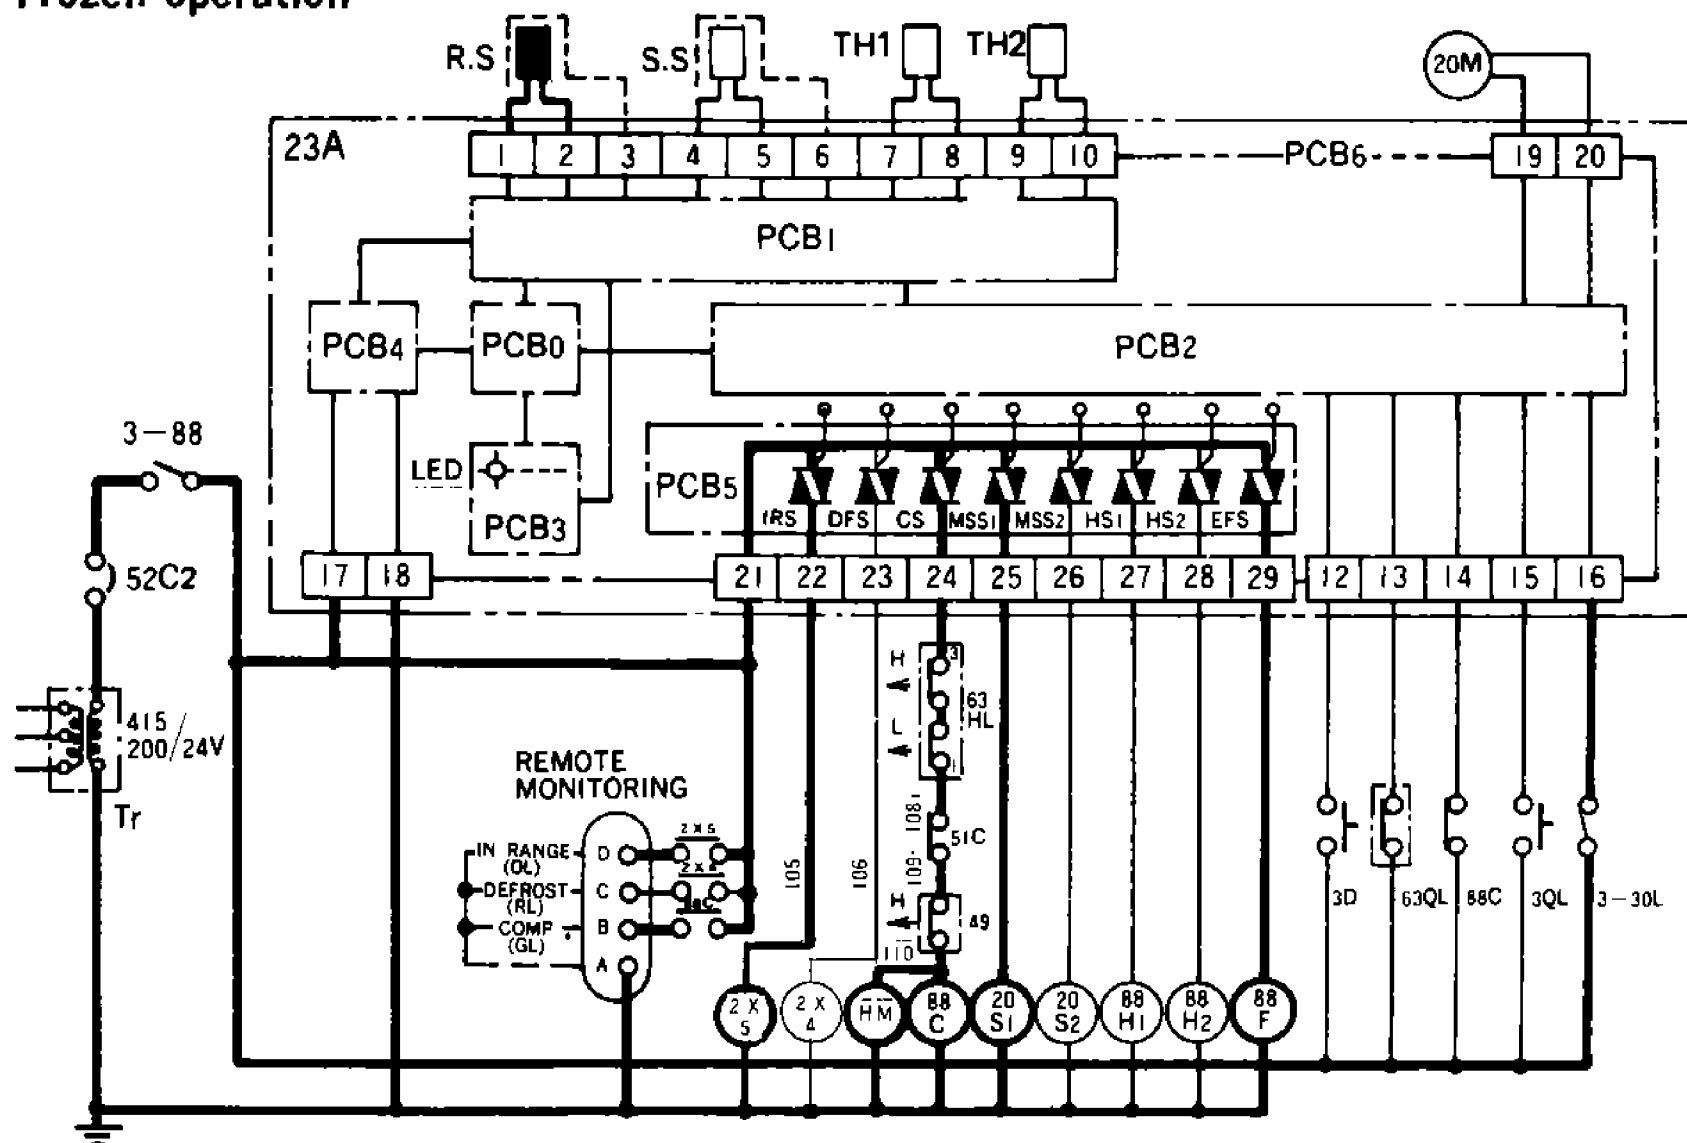 Frozen operation
R.S
S.S
TH1
TH2
20M
23A
1 2 3 4 5 6 7 8 9 10
PCB6
19 20
PCB1
PCB4
PCB0
PCB2
3-88
LED
PCB3
PCB5
IRS DFS CS MSS1 MSS2 HS1 HS2 EFS
52C2
17 18
21 22 23 24 25 26 27 28 29
12 13 14 15 16
H
3
63
HL
L
1
415
200/24V
Tr
REMOTE
MONITORING
108
51C
109
105
106
2X5
IN RANGE D
(OL)
2X4
DEFROST C
(RL)
COMP B
(GL)
A
H
49
110
3D
63QL
88C
3QL
3-30L
2X
5
2X
4
HM
88
C
20
S1
20
S2
88
H1
88
H2
88
F